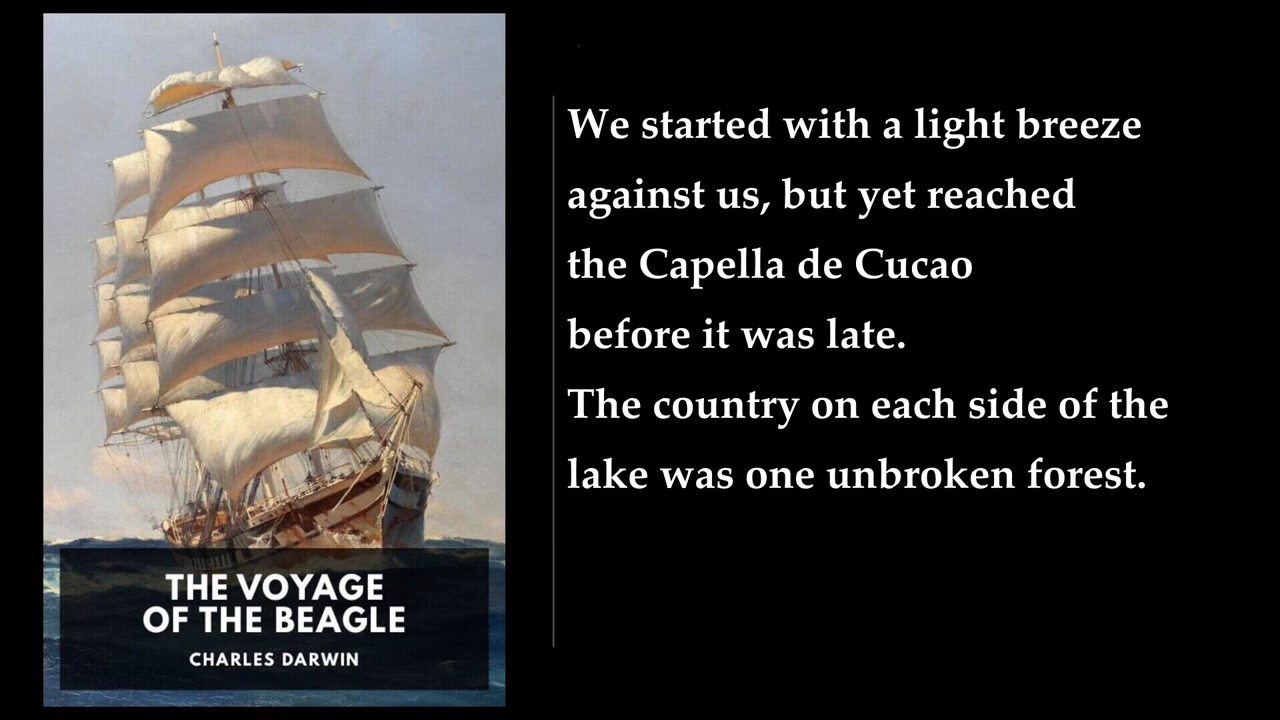 THE VOYAGE
OF THE BEAGLE
CHARLES DARWIN
We started with a light breeze
against us, but yet reached
the Capella de Cucao
before it was late.
The country on each side of the
lake was one unbroken forest.